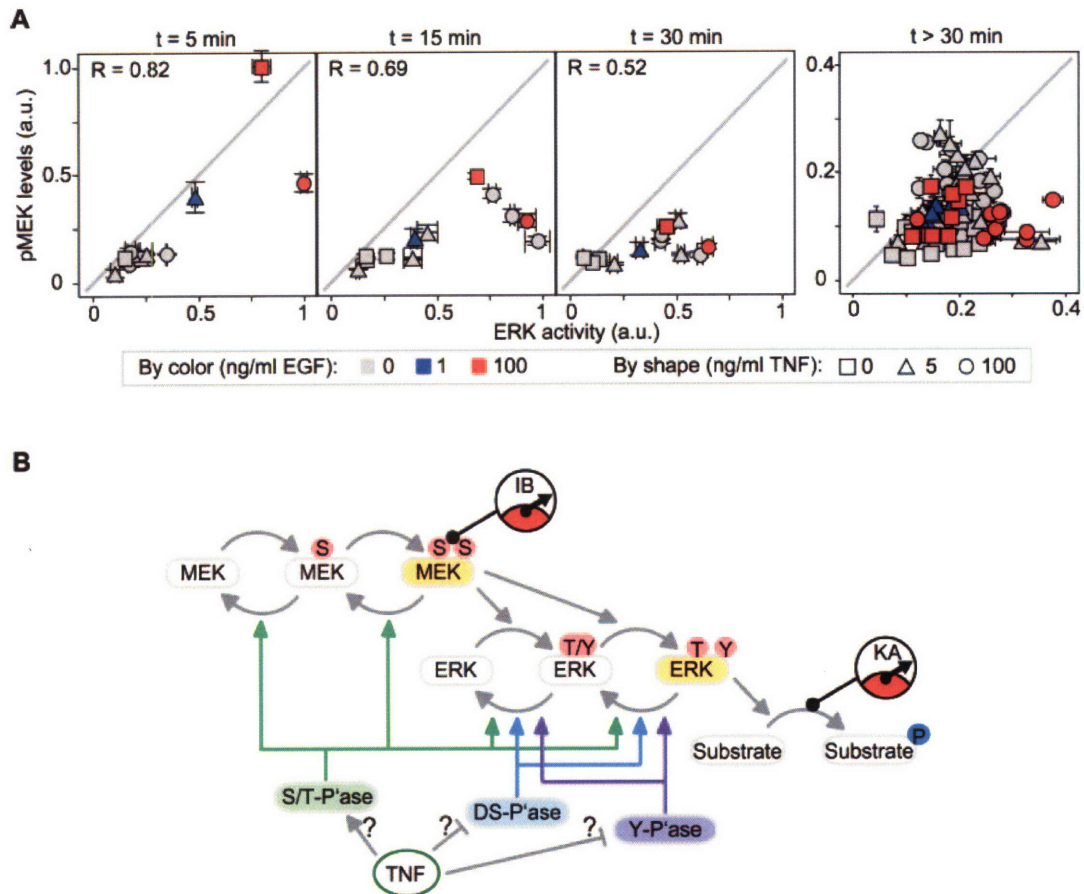 A
t = 5 min t = 15 min t = 30 min t > 30 min
R = 0.82 R = 0.69 R = 0.52
pMEK levels (a.u.)
1.0
0.5
0
0.4
0.2
0
0 0.5 1 0 0.5 1 0 0.5 1 0 0.2 0.4
ERK activity (a.u.)
By color (ng/ml EGF): 0 1 100 By shape (ng/ml TNF): 0 5 100
B
IB
S S S
MEK MEK MEK
T/Y T Y KA
ERK ERK ERK
Substrate Substrate P
S/T-P'ase DS-P'ase Y-P'ase
? ? ?
TNF